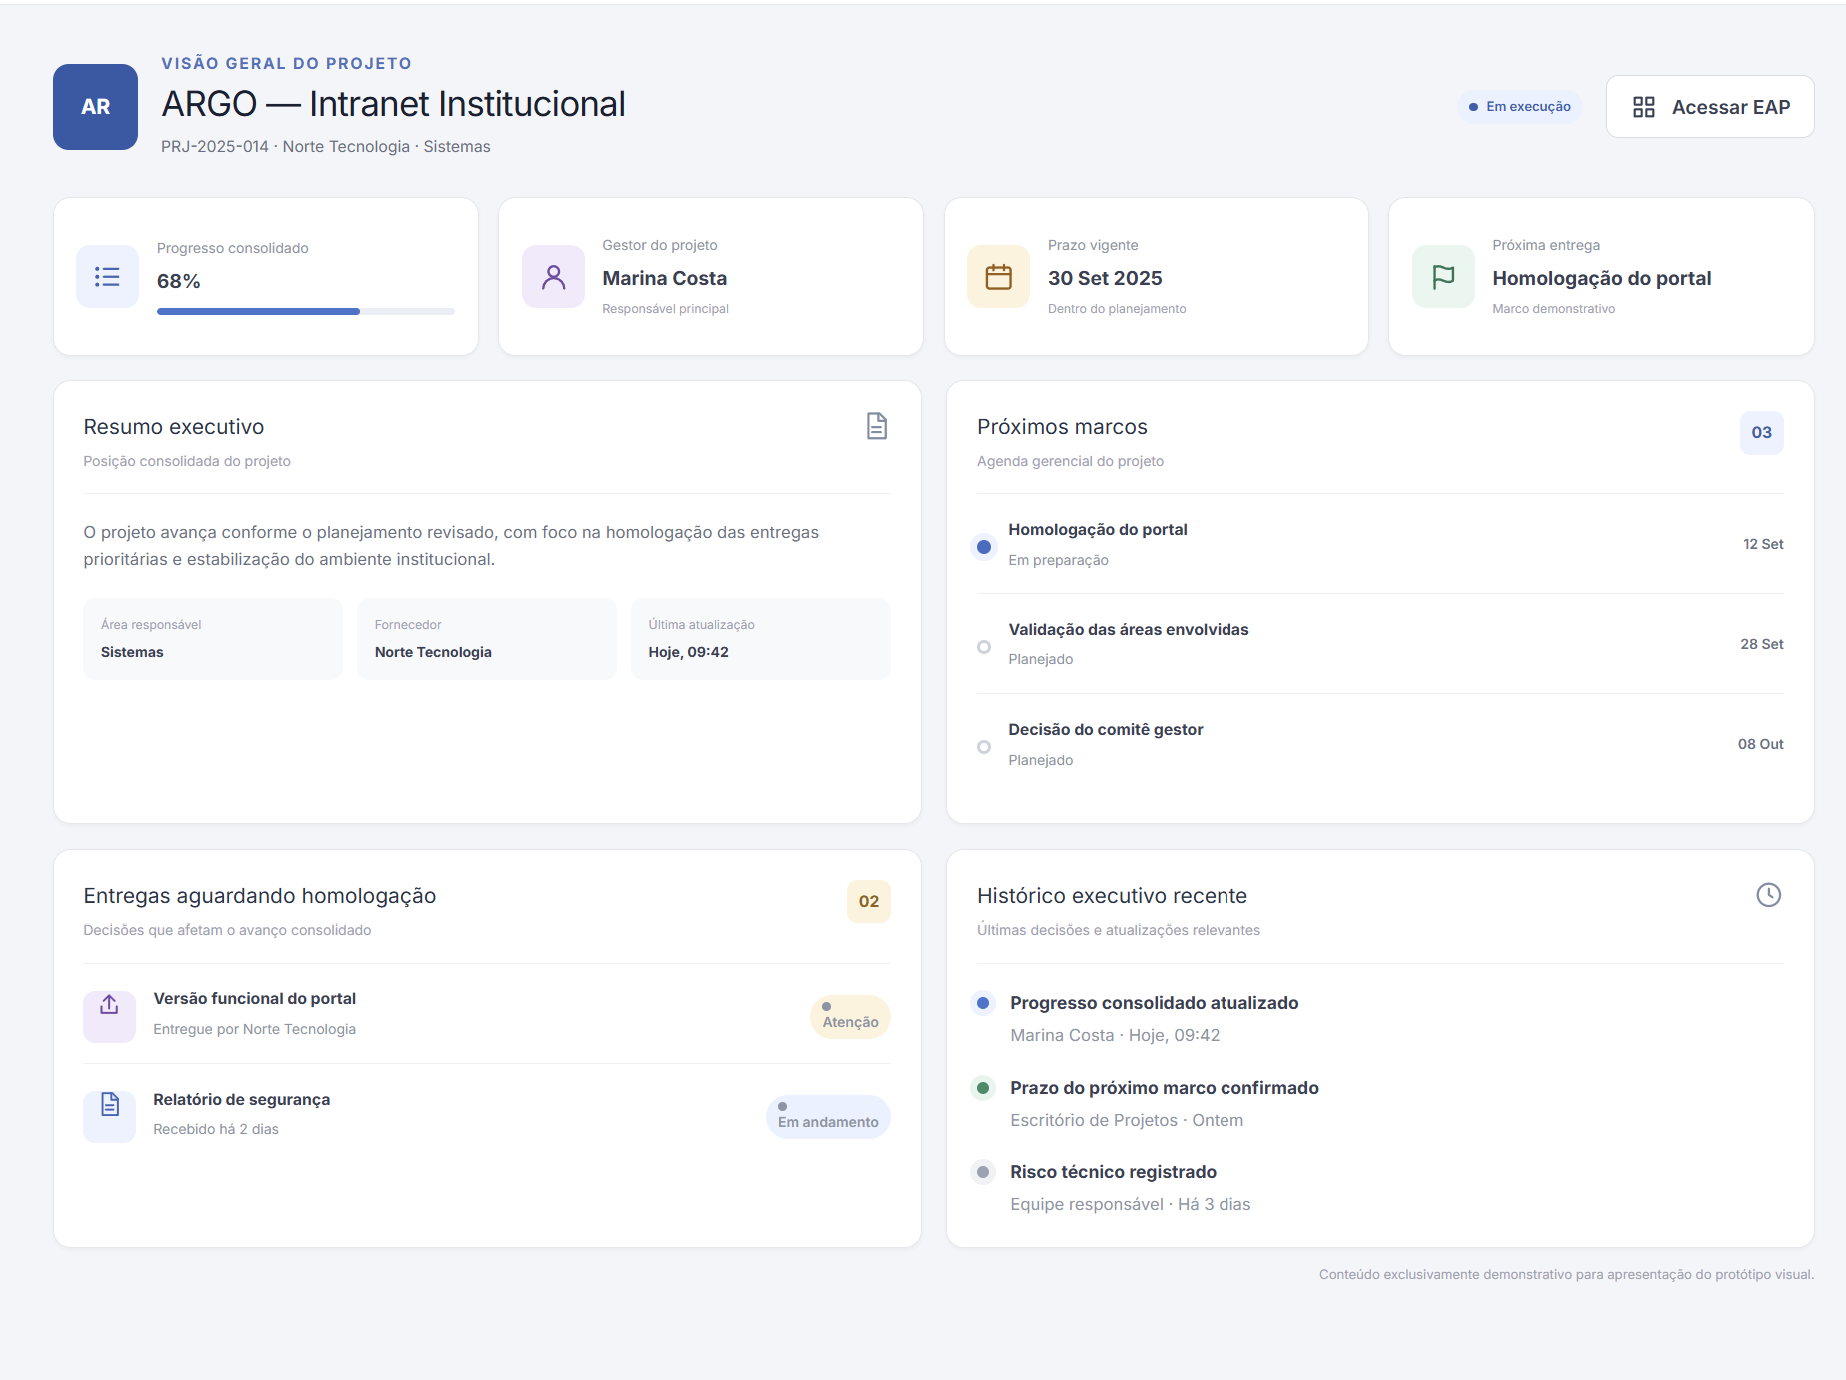 AR
VISÃO GERAL DO PROJETO
ARGO — Intranet Institucional
PRJ-2025-014 · Norte Tecnologia · Sistemas
Em execução
Acessar EAP
Progresso consolidado
68%
Gestor do projeto
Marina Costa
Responsável principal
Prazo vigente
30 Set 2025
Dentro do planejamento
Próxima entrega
Homologação do portal
Marco demonstrativo
Resumo executivo
Posição consolidada do projeto
O projeto avança conforme o planejamento revisado, com foco na homologação das entregas
prioritárias e estabilização do ambiente institucional.
Área responsável
Sistemas
Fornecedor
Norte Tecnologia
Última atualização
Hoje, 09:42
Próximos marcos
03
Agenda gerencial do projeto
Homologação do portal
Em preparação
12 Set
Validação das áreas envolvidas
Planejado
28 Set
Decisão do comitê gestor
Planejado
08 Out
Entregas aguardando homologação
02
Decisões que afetam o avanço consolidado
Versão funcional do portal
Entregue por Norte Tecnologia
Atenção
Relatório de segurança
Recebido há 2 dias
Em andamento
Histórico executivo recente
Últimas decisões e atualizações relevantes
Progresso consolidado atualizado
Marina Costa · Hoje, 09:42
Prazo do próximo marco confirmado
Escritório de Projetos · Ontem
Risco técnico registrado
Equipe responsável · Há 3 dias
Conteúdo exclusivamente demonstrativo para apresentação do protótipo visual.